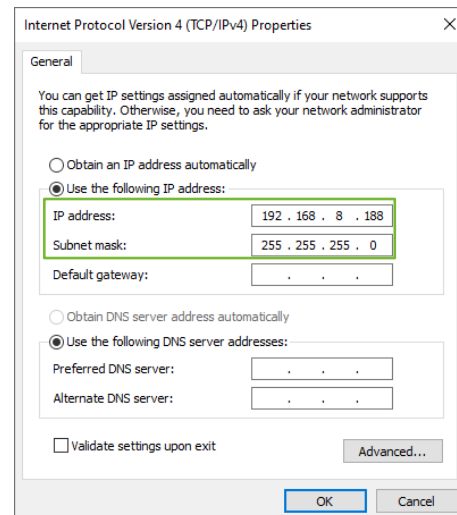 Internet Protocol Version 4 (TCP/IPv4) Properties
General
You can get IP settings assigned automatically if your network supports
this capability. Otherwise, you need to ask your network administrator
for the appropriate IP settings.
Obtain an IP address automatically
Use the following IP address:
IP address: 192 . 168 . 8 . 188
Subnet mask: 255 . 255 . 255 . 0
Default gateway: . . .
Obtain DNS server address automatically
Use the following DNS server addresses:
Preferred DNS server: . . .
Alternate DNS server: . . .
Validate settings upon exit
Advanced...
OK Cancel